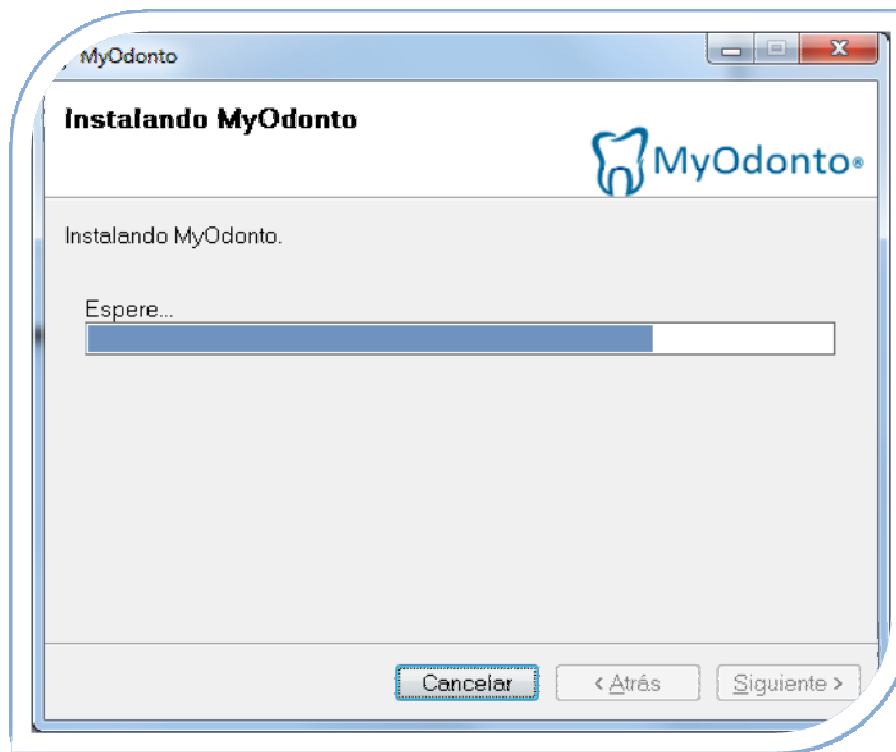 MyOdonto
Instalando MyOdonto
MyOdonto®
Instalando MyOdonto.
Espere...
Cancelar
< Atrás
Siguiente >